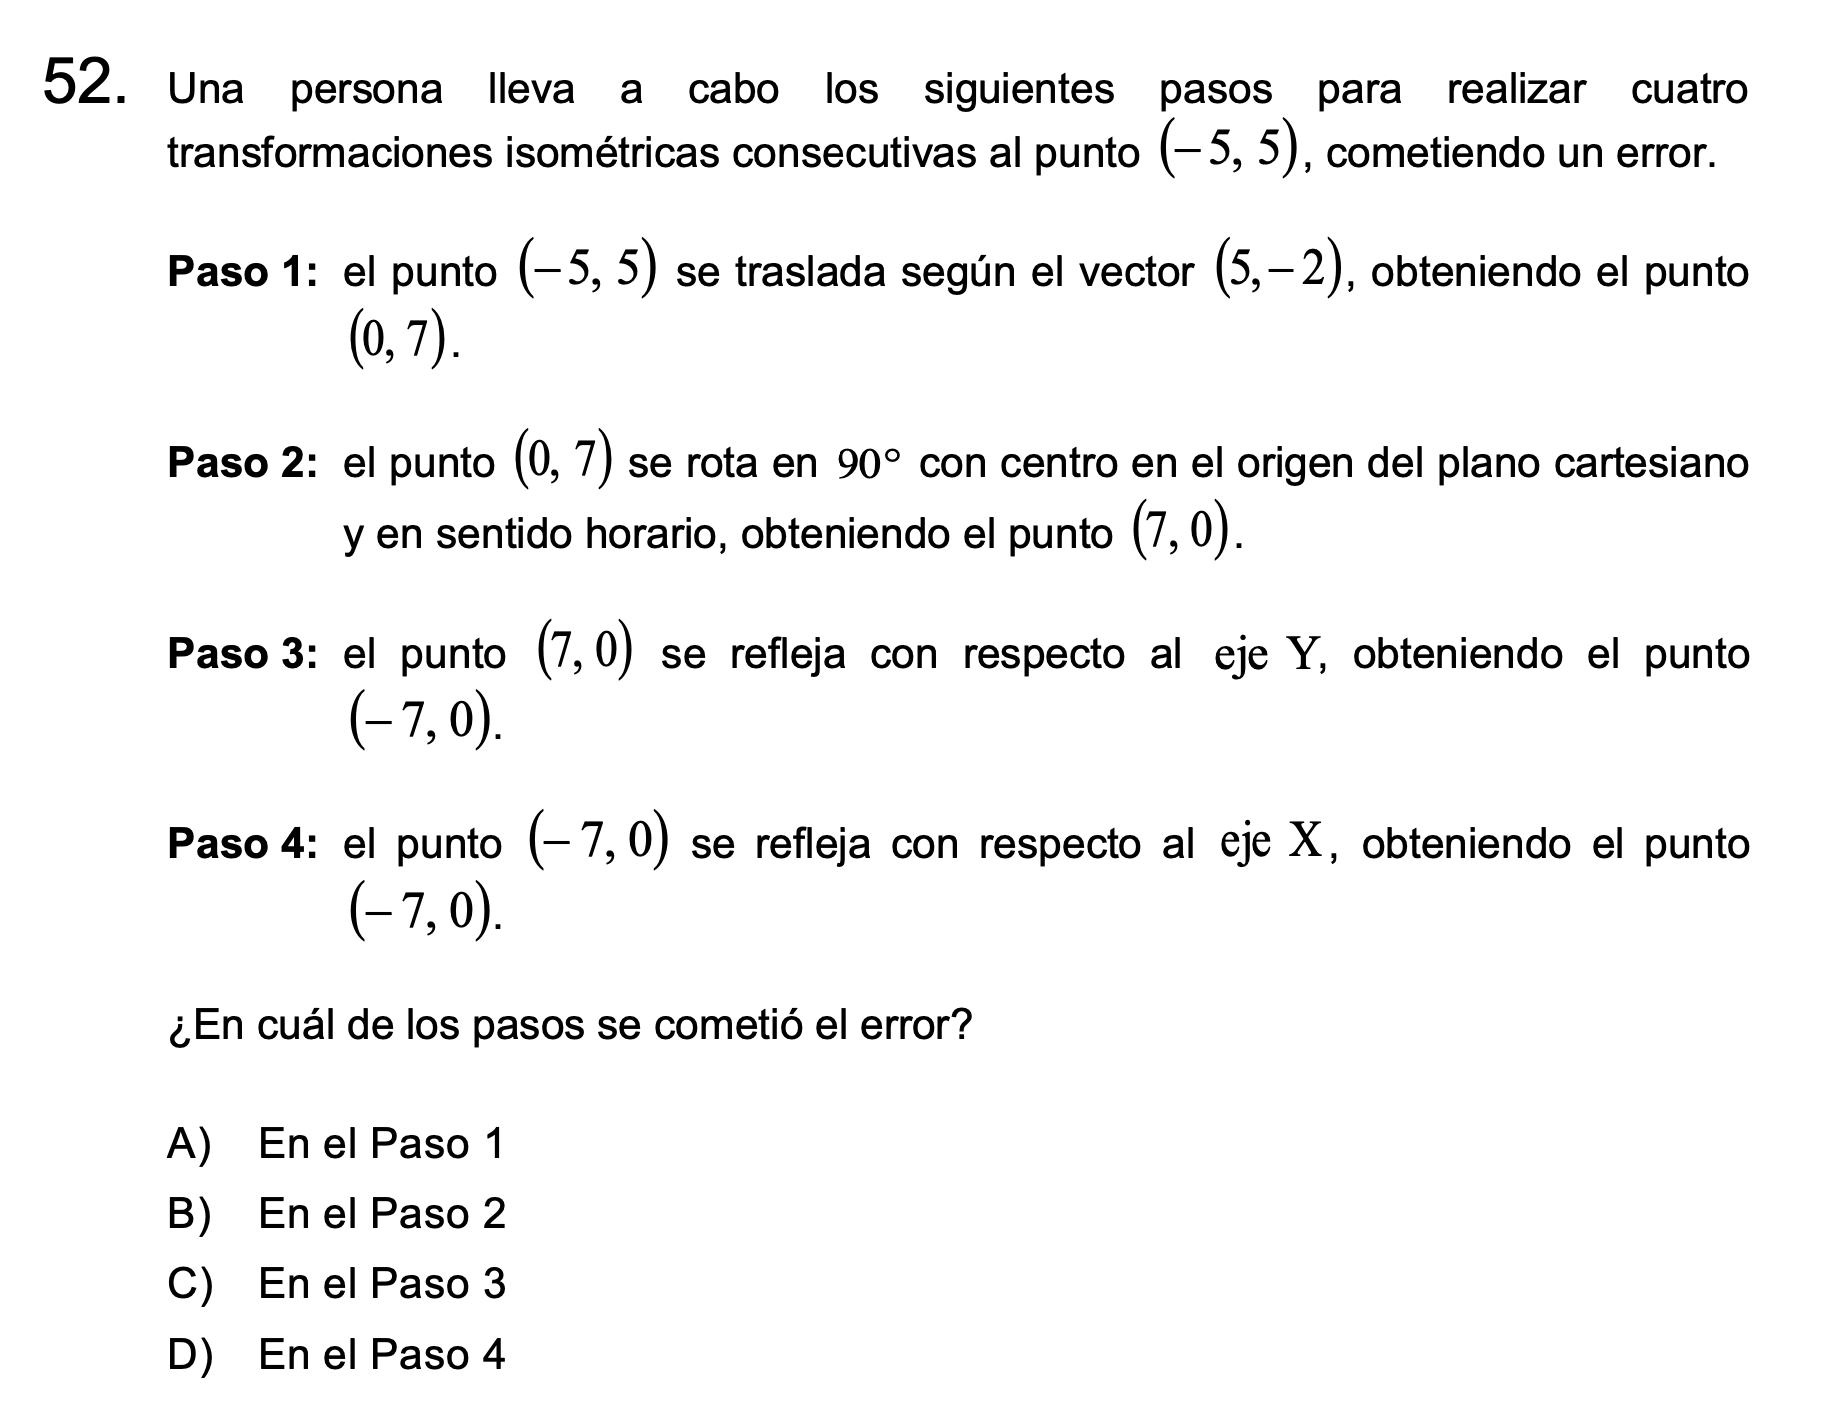 52. Una persona lleva a cabo los siguientes pasos para realizar cuatro
transformaciones isométricas consecutivas al punto (−5, 5), cometiendo un error.
Paso 1: el punto (−5, 5) se traslada según el vector (5,−2), obteniendo el punto
(0, 7).
Paso 2: el punto (0, 7) se rota en 90° con centro en el origen del plano cartesiano
y en sentido horario, obteniendo el punto (7, 0).
Paso 3: el punto (7, 0) se refleja con respecto al eje Y, obteniendo el punto
(−7, 0).
Paso 4: el punto (−7, 0) se refleja con respecto al eje X, obteniendo el punto
(−7, 0).
¿En cuál de los pasos se cometió el error?
A) En el Paso 1
B) En el Paso 2
C) En el Paso 3
D) En el Paso 4